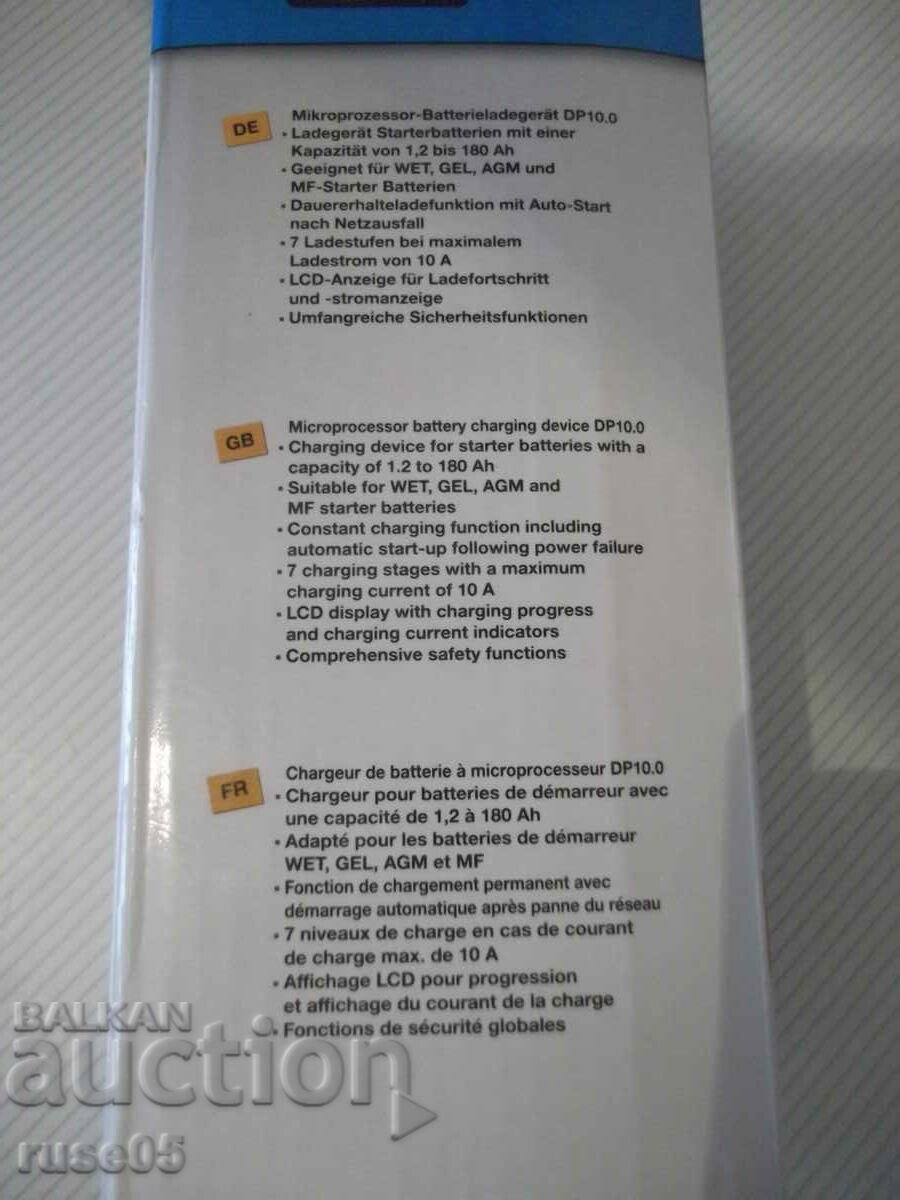 DE
Mikroprozessor-Batterieladegerät DP10.0
• Ladegerät Starterbatterien mit einer
Kapazität von 1,2 bis 180 Ah
• Geeignet für WET, GEL, AGM und
MF-Starter Batterien
• Dauererhalteladefunktion mit Auto-Start
nach Netzausfall
• 7 Ladestufen bei maximalem
Ladestrom von 10 A
• LCD-Anzeige für Ladefortschritt
und -stromanzeige
• Umfangreiche Sicherheitsfunktionen
GB
Microprocessor battery charging device DP10.0
• Charging device for starter batteries with a
capacity of 1.2 to 180 Ah
• Suitable for WET, GEL, AGM and
MF starter batteries
• Constant charging function including
automatic start-up following power failure
• 7 charging stages with a maximum
charging current of 10 A
• LCD display with charging progress
and charging current indicators
• Comprehensive safety functions
FR
Chargeur de batterie à microprocesseur DP10.0
• Chargeur pour batteries de démarreur avec
une capacité de 1,2 à 180 Ah
• Adapté pour les batteries de démarreur
WET, GEL, AGM et MF
• Fonction de chargement permanent avec
démarrage automatique après panne du réseau
• 7 niveaux de charge en cas de courant
de charge max. de 10 A
• Affichage LCD pour progression
et affichage du courant de la charge
• Fonctions de sécurité globales
BALKAN
auction
ruse05